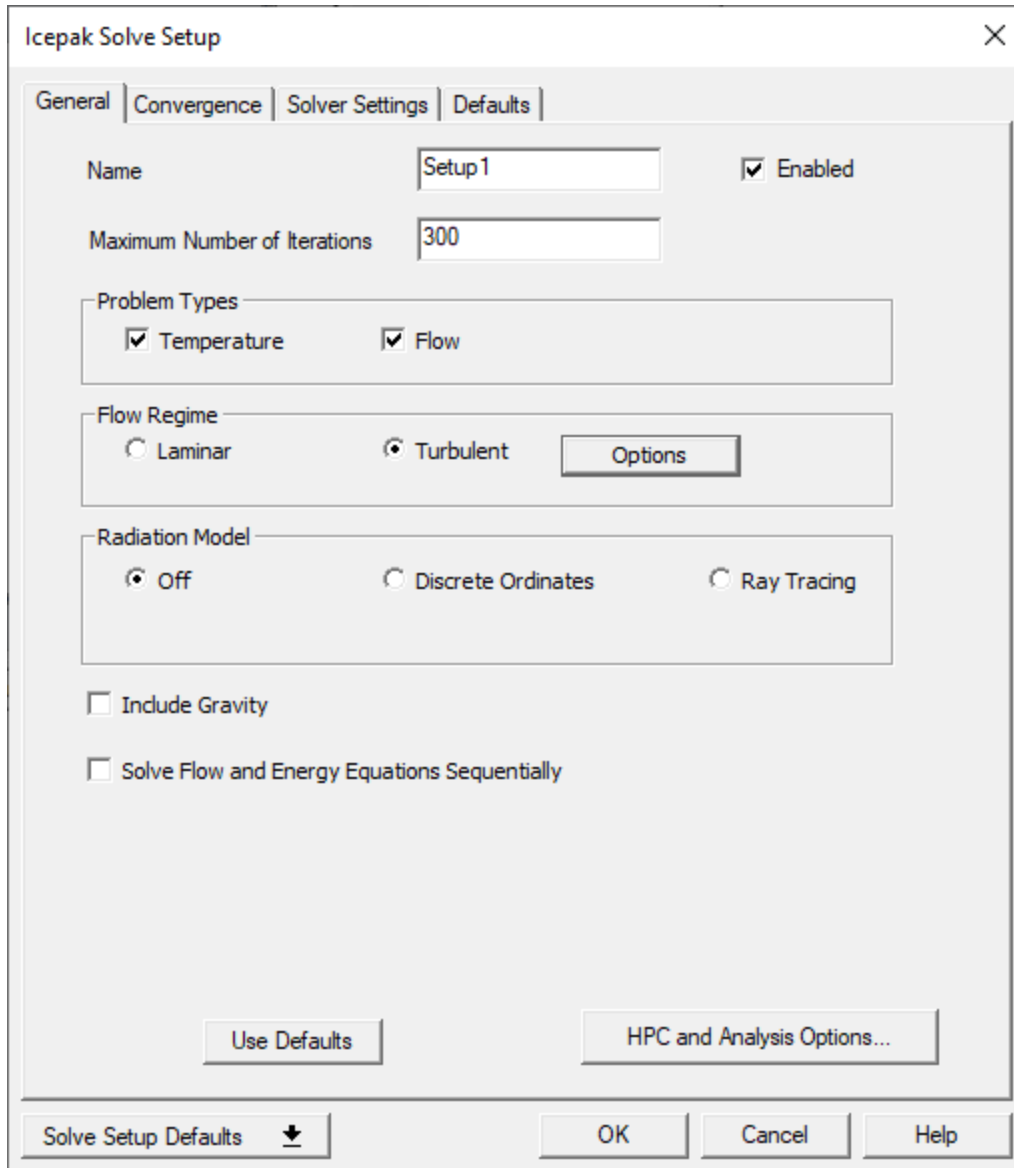 Icepak Solve Setup
General Convergence Solver Settings Defaults
Name Setup1 Enabled
Maximum Number of Iterations 300
Problem Types
Temperature Flow
Flow Regime
Laminar Turbulent Options
Radiation Model
Off Discrete Ordinates Ray Tracing
Include Gravity
Solve Flow and Energy Equations Sequentially
Use Defaults HPC and Analysis Options...
Solve Setup Defaults OK Cancel Help